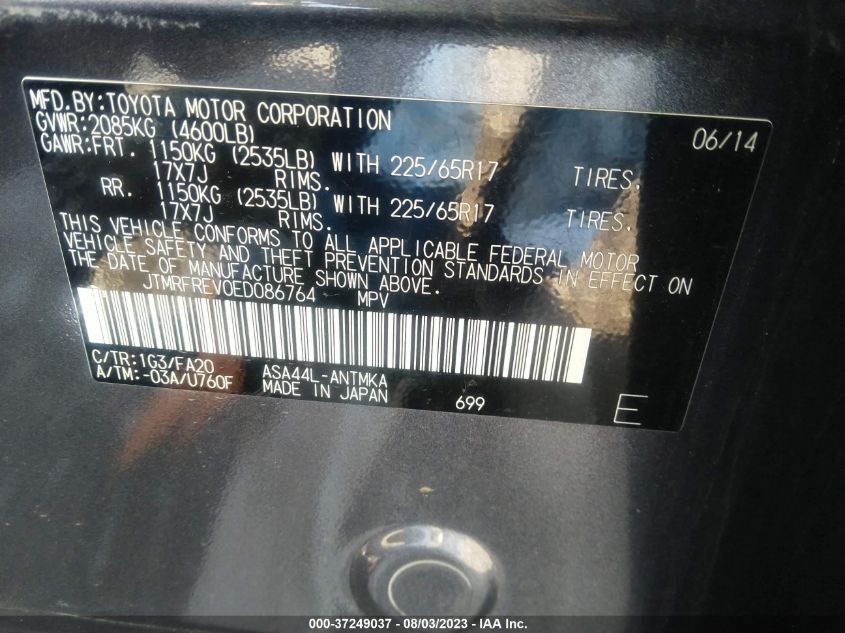 MFD.BY:TOYOTA MOTOR CORPORATION 06/14
GVWR:2085KG (4600LB)
GAWR:FRT. 1150KG (2535LB) WITH 225/65R17 TIRES,
17X7J RIMS.
RR. 1150KG (2535LB) WITH 225/65R17 TIRES,
17X7J RIMS.
THIS VEHICLE CONFORMS TO ALL APPLICABLE FEDERAL MOTOR
VEHICLE SAFETY AND THEFT PREVENTION STANDARDS IN EFFECT ON
THE DATE OF MANUFACTURE SHOWN ABOVE.
JTMRFREV0ED086764 MPV
C/TR:1G3/FA20 ASA44L-ANTMKA
A/TM:-03A/U760F MADE IN JAPAN 699 E
000-37249037 - 08/03/2023 - © IAA Inc.